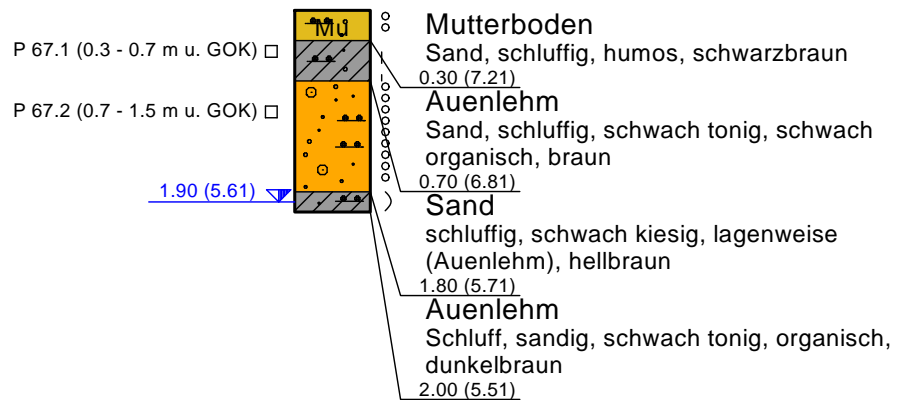 Mu
P 67.1 (0.3 - 0.7 m u. GOK)
P 67.2 (0.7 - 1.5 m u. GOK)
1.90 (5.61)
Mutterboden
Sand, schluffig, humos, schwarzbraun
0.30 (7.21)
Auenlehm
Sand, schluffig, schwach tonig, schwach
organisch, braun
0.70 (6.81)
Sand
schluffig, schwach kiesig, lagenweise
(Auenlehm), hellbraun
1.80 (5.71)
Auenlehm
Schluff, sandig, schwach tonig, organisch,
dunkelbraun
2.00 (5.51)